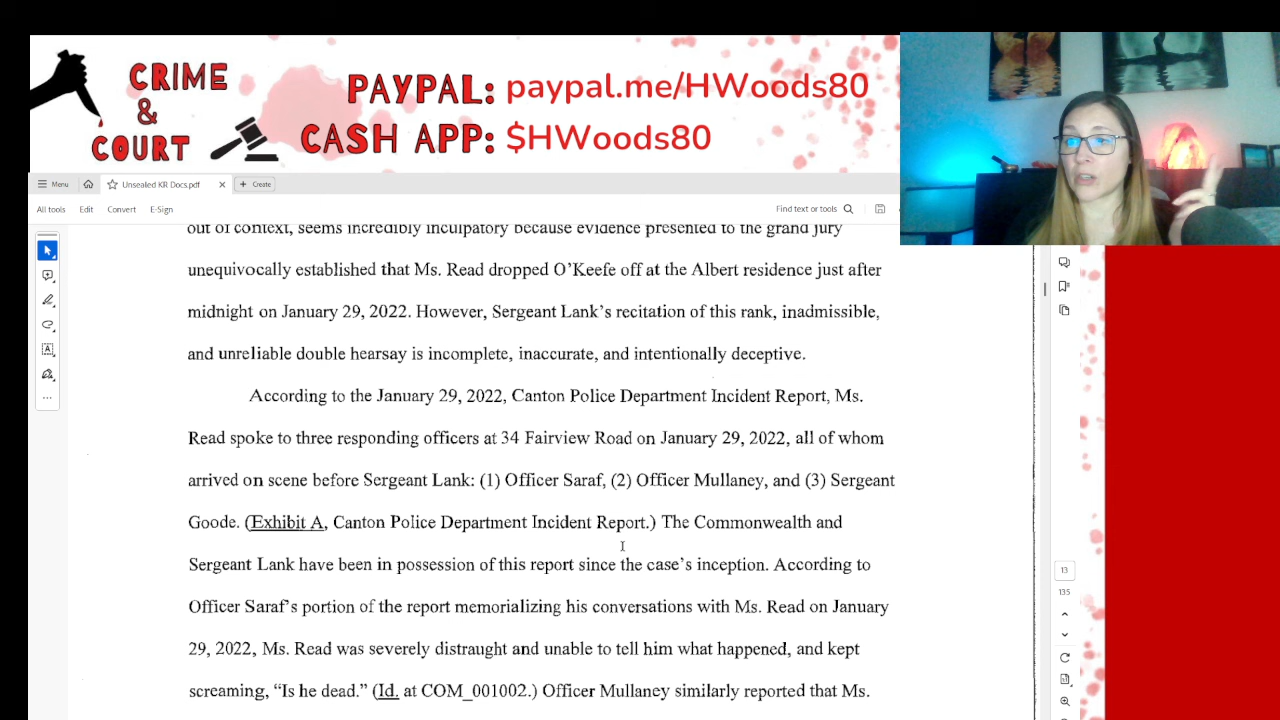 CRIME
&
COURT
PAYPAL: paypal.me/HWoods80
CASH APP: $HWoods80
Menu
Unsealed KR Docs.pdf
+ Create
All tools Edit Convert E-Sign
Find text or tools
out of context, seems incredibly inculpatory because evidence presented to the grand jury
unequivocally established that Ms. Read dropped O'Keefe off at the Albert residence just after
midnight on January 29, 2022. However, Sergeant Lank's recitation of this rank, inadmissible,
and unreliable double hearsay is incomplete, inaccurate, and intentionally deceptive.
According to the January 29, 2022, Canton Police Department Incident Report, Ms.
Read spoke to three responding officers at 34 Fairview Road on January 29, 2022, all of whom
arrived on scene before Sergeant Lank: (1) Officer Saraf, (2) Officer Mullaney, and (3) Sergeant
Goode. (Exhibit A, Canton Police Department Incident Report.) The Commonwealth and
Sergeant Lank have been in possession of this report since the case's inception. According to
Officer Saraf's portion of the report memorializing his conversations with Ms. Read on January
29, 2022, Ms. Read was severely distraught and unable to tell him what happened, and kept
screaming, "Is he dead." (Id. at COM_001002.) Officer Mullaney similarly reported that Ms.
13
135